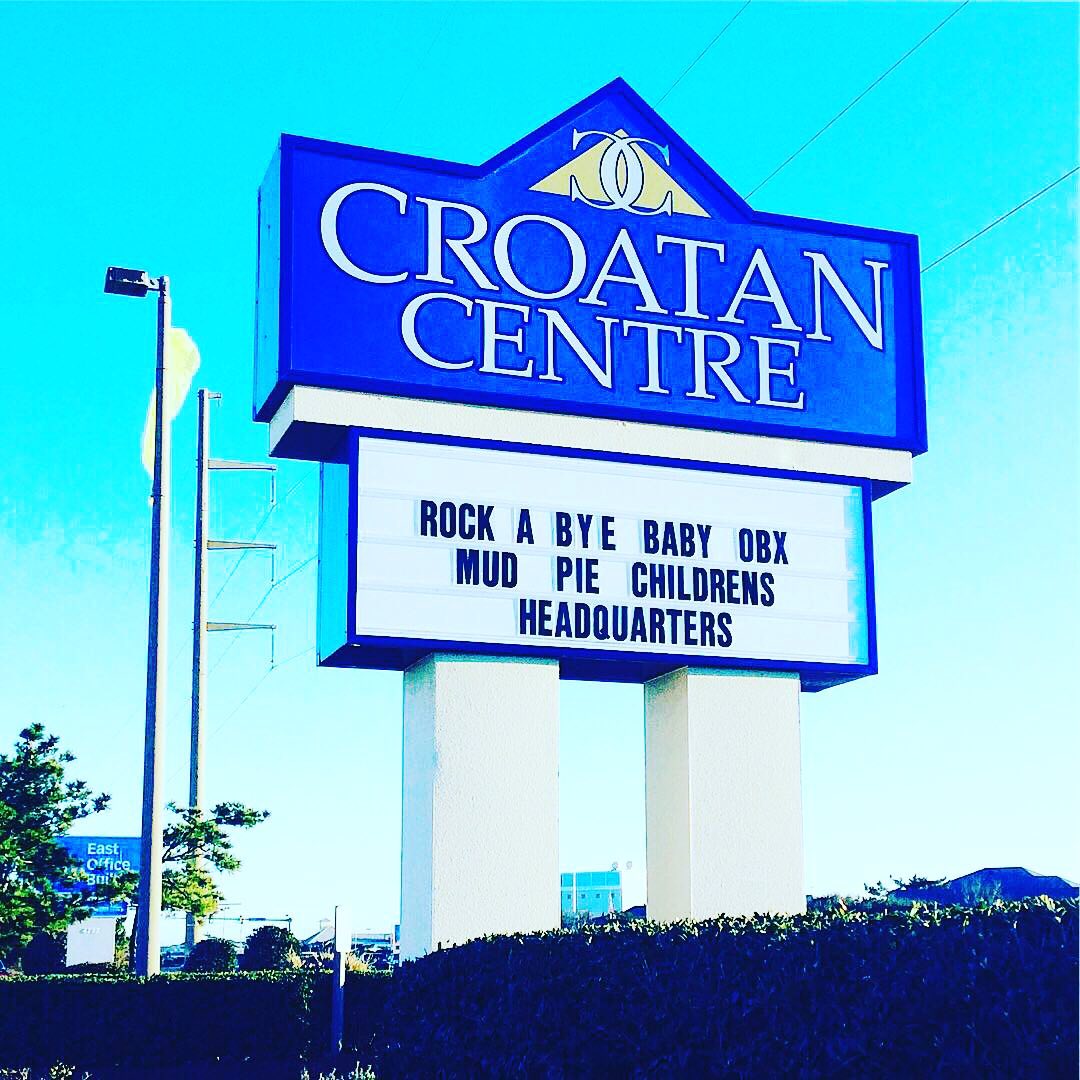 CROATAN
CENTRE
ROCK A BYE BABY OBX
MUD PIE CHILDRENS
HEADQUARTERS
East
Office